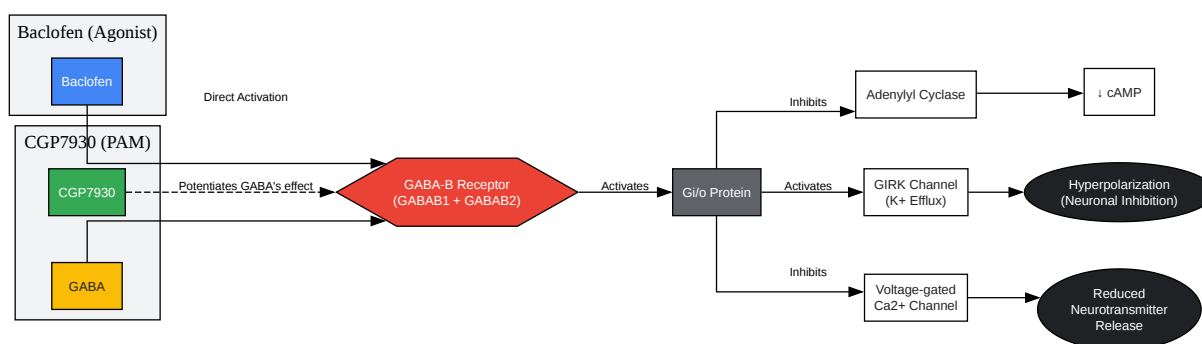 Baclofen (Agonist)
Baclofen
Direct Activation
CGP7930 (PAM)
CGP7930
Potentiates GABA's effect
GABA
GABA-B Receptor
(GABAB1 + GABAB2)
Activates
Gi/o Protein
Inhibits
Adenylyl Cyclase
↓ cAMP
Activates
GIRK Channel
(K+ Efflux)
Hyperpolarization
(Neuronal Inhibition)
Inhibits
Voltage-gated
Ca2+ Channel
Reduced
Neurotransmitter
Release